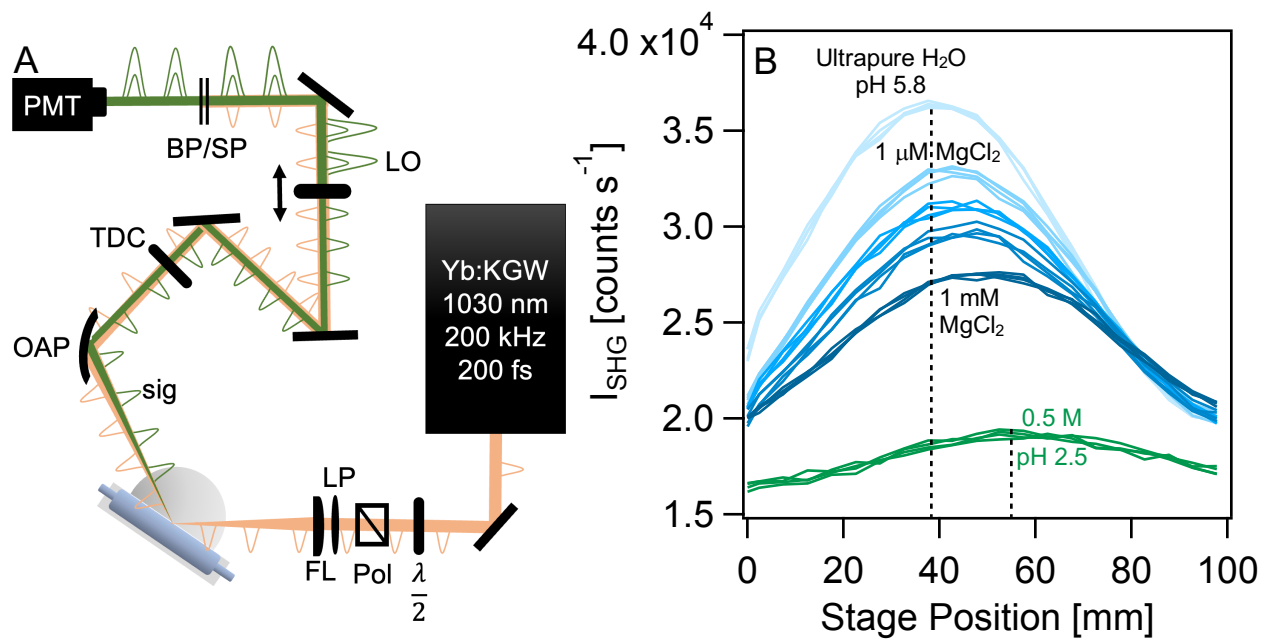 A
PMT
BP/SP
LO
TDC
OAP
sig
Yb:KGW
1030 nm
200 kHz
200 fs
LP
FL
Pol
λ
2
B
4.0 x10⁴
3.5
3.0
2.5
2.0
1.5
I_SHG [counts s⁻¹]
Ultrapure H₂O
pH 5.8
1 μM MgCl₂
1 mM
MgCl₂
0.5 M
pH 2.5
0 20 40 60 80 100
Stage Position [mm]